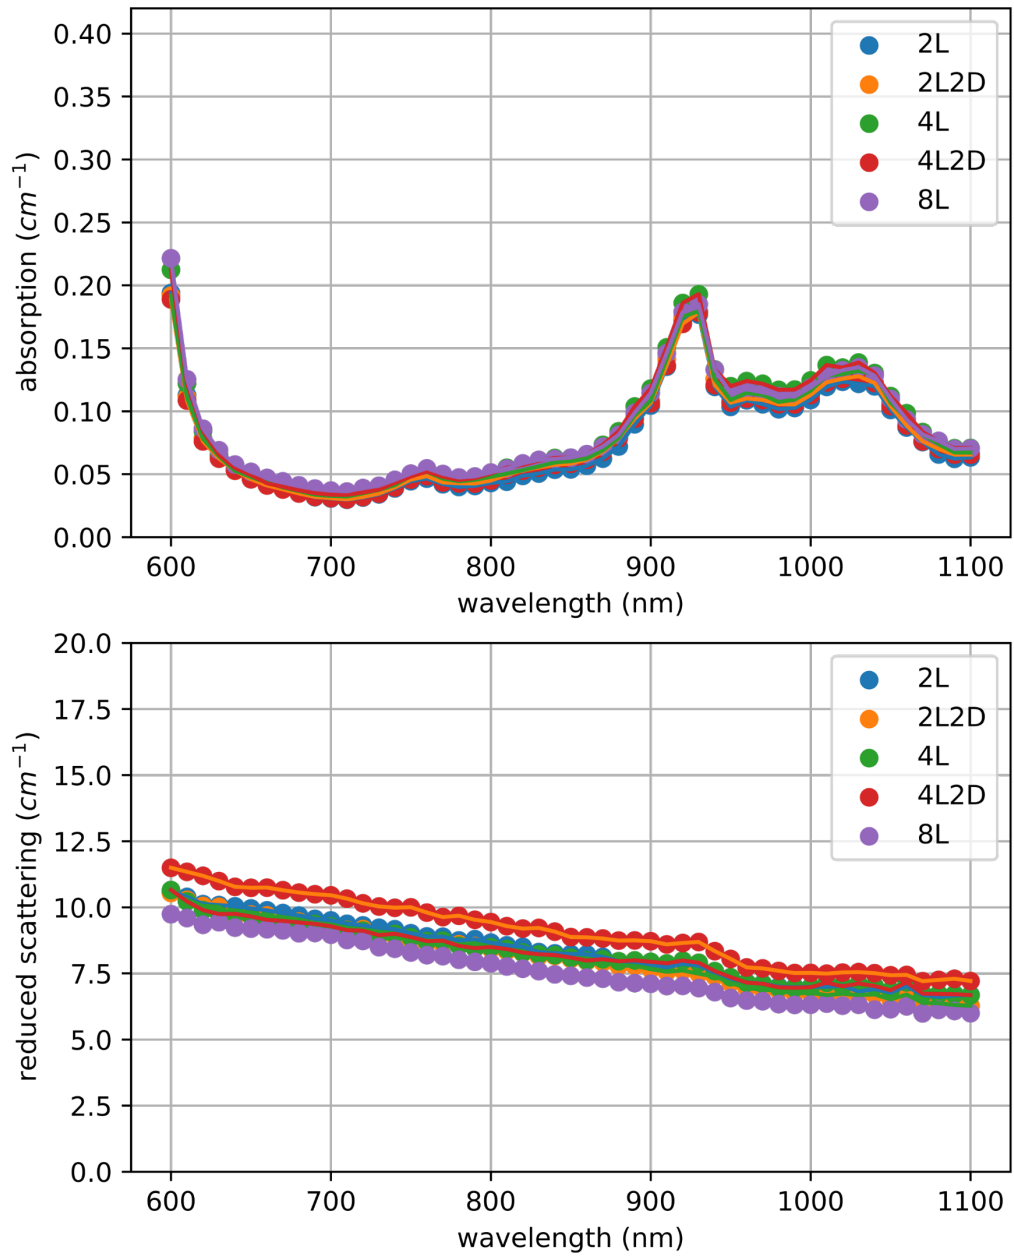 0.40
0.35
0.30
0.25
0.20
0.15
0.10
0.05
0.00
absorption (cm⁻¹)
2L
2L2D
4L
4L2D
8L
600 700 800 900 1000 1100
wavelength (nm)
20.0
17.5
15.0
12.5
10.0
7.5
5.0
2.5
0.0
reduced scattering (cm⁻¹)
2L
2L2D
4L
4L2D
8L
600 700 800 900 1000 1100
wavelength (nm)